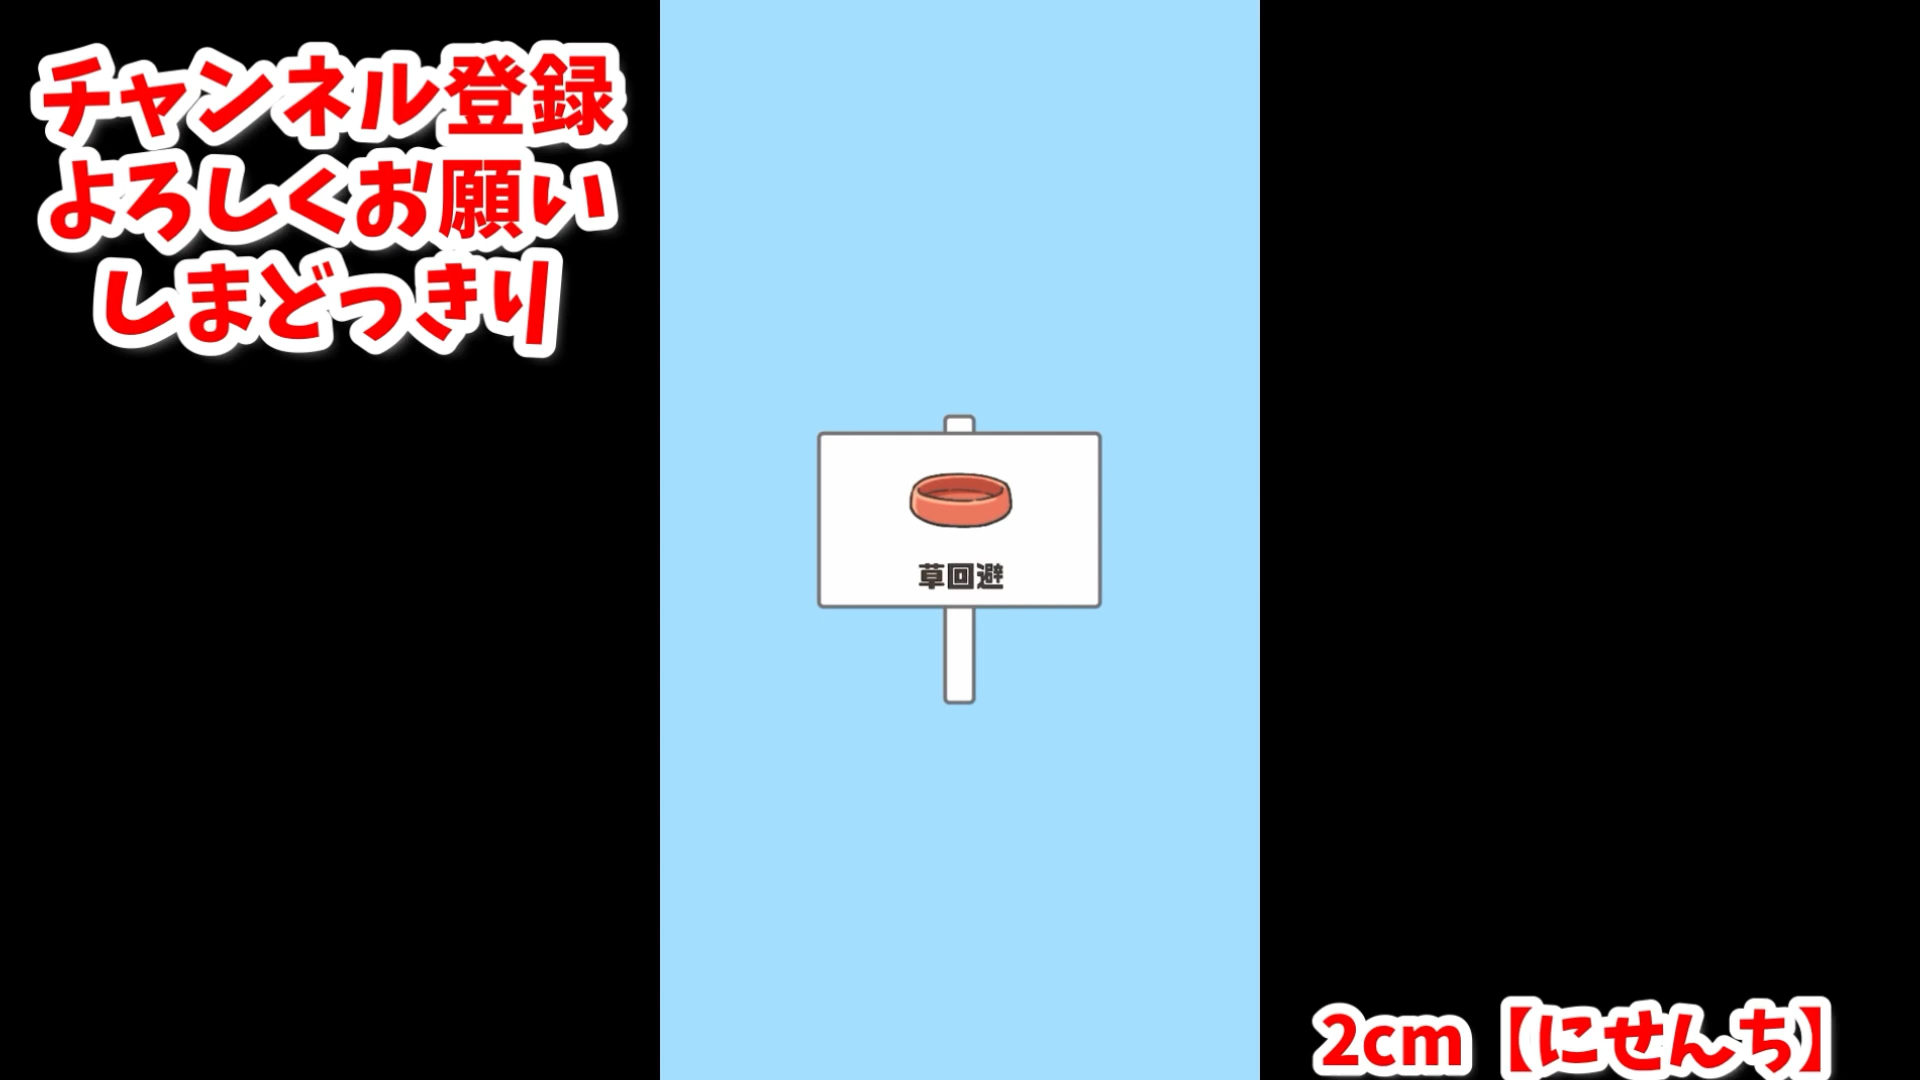 チャンネル登録
よろしくお願い
しまどっきり
草回避
2cm【にせんち】